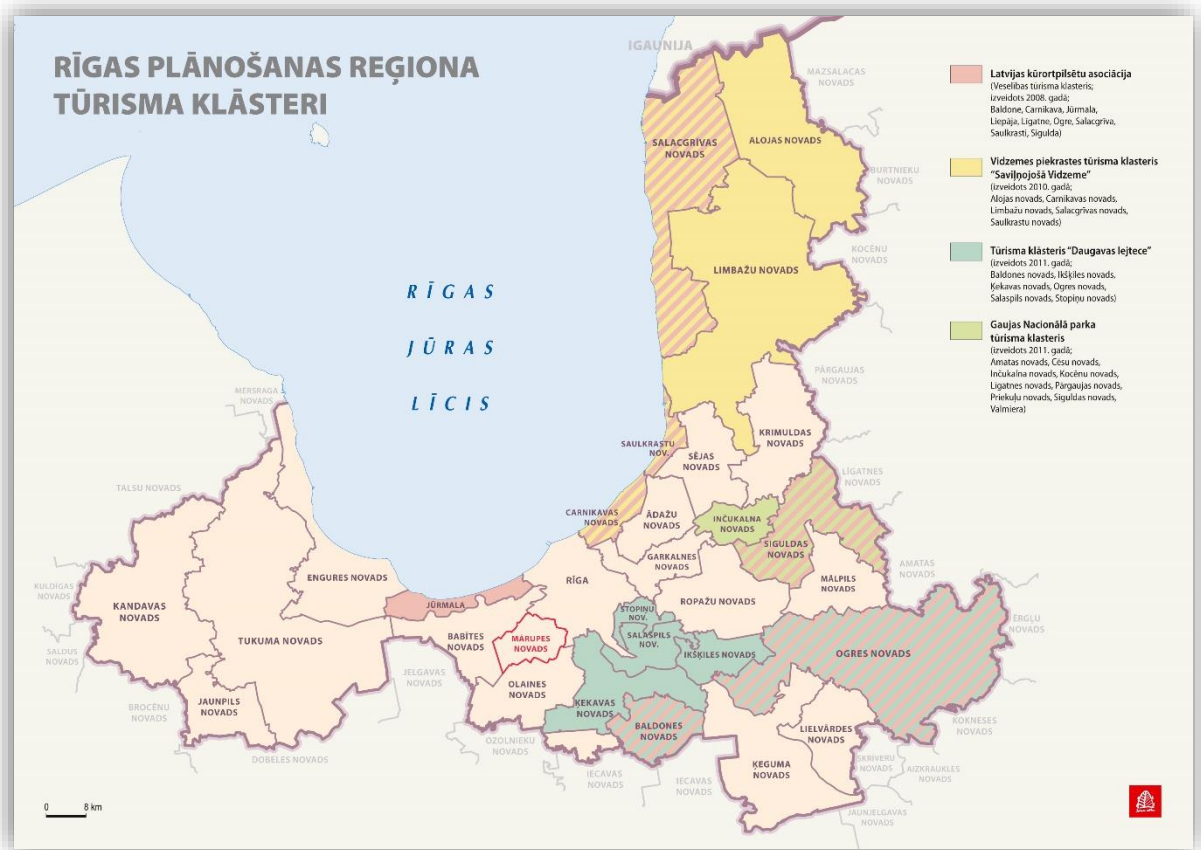 RĪGAS PLĀNOŠANAS REĢIONA
TŪRISMA KLĀSTERI
IGAUNIJA
MAZSALACAS
NOVADS
SALACGRĪVAS
NOVADS
ALOJAS NOVADS
BURTNIEKU
NOVADS
KOCĒNU
NOVADS
LIMBAŽU NOVADS
RĪGAS
JŪRAS
LĪCIS
PĀRGAUJAS
NOVADS
MĒRSRAGA
NOVADS
KRIMULDAS
NOVADS
SAULKRASTU
NOV.
SĒJAS
NOVADS
LĪGATNES
NOVADS
TALSU NOVADS
CARNIKAVAS
NOVADS
ĀDAŽU
NOVADS
INČUKALNA
NOVADS
SIGULDAS
NOVADS
GARKALNES
NOVADS
AMATAS
NOVADS
MĀLPILS
NOVADS
KULDĪGAS
NOVADS
ENGURES NOVADS
RĪGA
ROPAŽU NOVADS
KANDAVAS
NOVADS
JŪRMALA
STOPIŅU
NOV.
ĒRGĻU
NOVADS
TUKUMA NOVADS
BABĪTES
NOVADS
MĀRUPES
NOVADS
SALASPILS
NOV.
IKŠĶILES NOVADS
OGRES NOVADS
SALDUS
NOVADS
JELGAVAS
NOVADS
OLAINES
NOVADS
BROCĒNU
NOVADS
JAUNPILS
NOVADS
ĶEKAVAS
NOVADS
BALDONES
NOVADS
LIELVĀRDES
NOVADS
KOKNESES
NOVADS
DOBELES NOVADS
OZOLNIEKU
NOVADS
IECAVAS
NOVADS
IECAVAS
NOVADS
ĶEGUMA
NOVADS
SKRĪVERU
NOVADS
AIZKRAUKLES
NOVADS
JAUNJELGAVAS
NOVADS
0 8 km
Latvijas kūrortpilsētu asociācija
(Veselības tūrisma klasteris;
izveidots 2008. gadā;
Baldone, Carnikava, Jūrmala,
Liepāja, Līgatne, Ogre, Salacgrīva,
Saulkrasti, Sigulda)
Vidzemes piekrastes tūrisma klasteris
"Saviļņojošā Vidzeme"
(izveidots 2010. gadā;
Alojas novads, Carnikavas novads,
Limbažu novads, Salacgrīvas novads,
Saulkrastu novads)
Tūrisma klāsteris "Daugavas lejtece"
(izveidots 2011. gadā;
Baldones novads, Ikšķiles novads,
Ķekavas novads, Ogres novads,
Salaspils novads, Stopiņu novads)
Gaujas Nacionālā parka
tūrisma klasteris
(izveidots 2011. gadā;
Amatas novads, Cēsu novads,
Inčukalna novads, Kocēnu novads,
Līgatnes novads, Pārgaujas novads,
Priekuļu novads, Siguldas novads,
Valmiera)